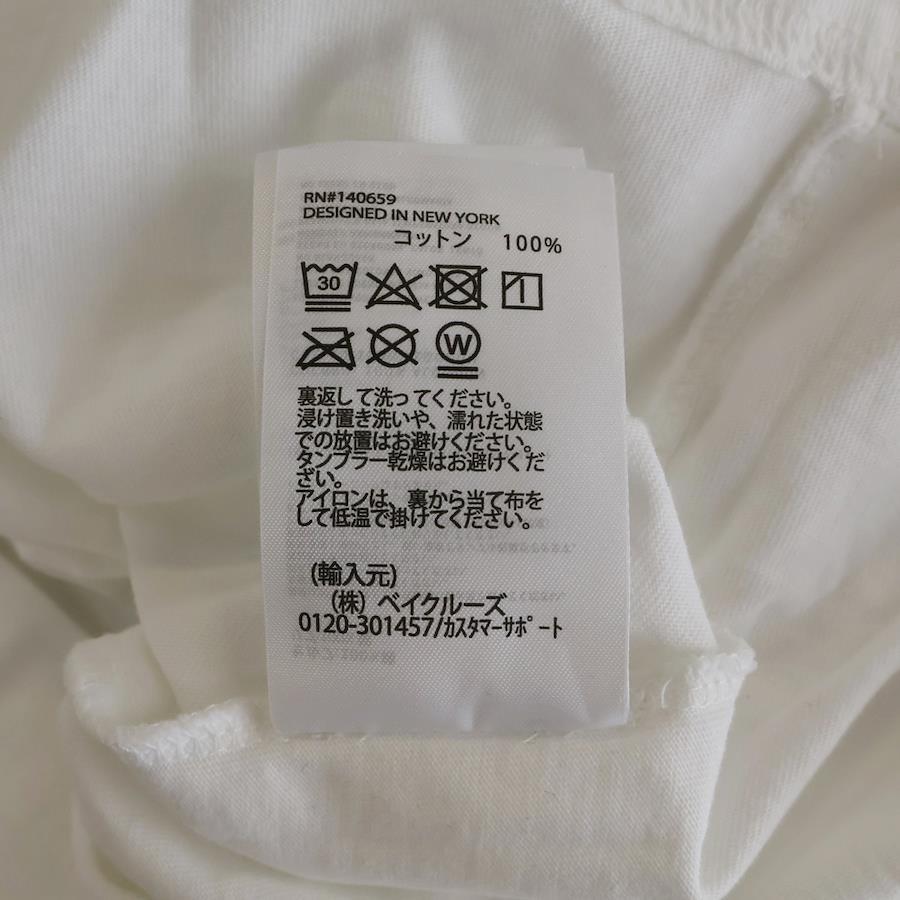 RN#140659
DESIGNED IN NEW YORK
コットン 100%
30
W
裏返して洗ってください。
浸け置き洗いや、濡れた状態
での放置はお避けください。
タンブラー乾燥はお避けくだ
さい。
アイロンは、裏から当て布を
して低温で掛けてください。
(輸入元)
(株) ベイクルーズ
0120-301457/カスタマーサポート